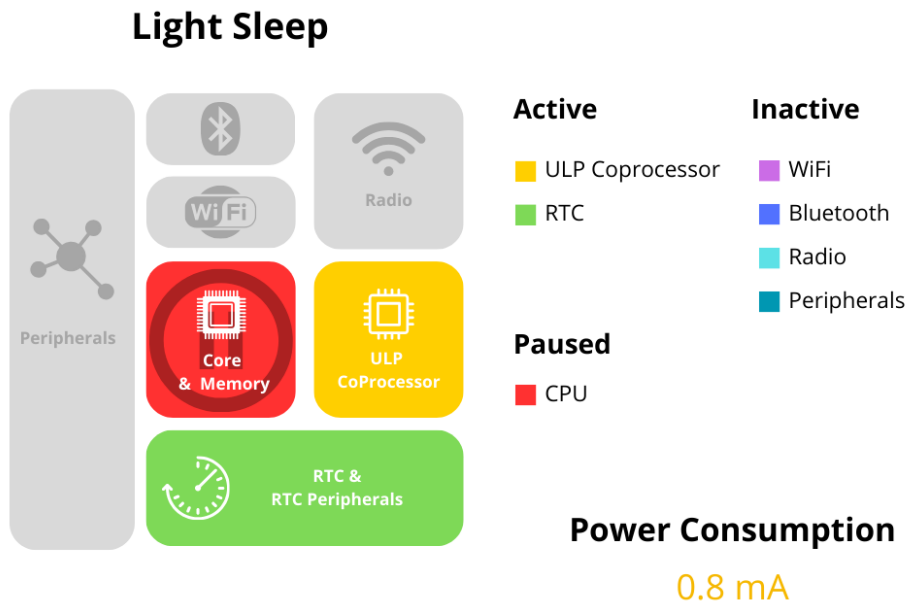 Light Sleep
Peripherals
WiFi
Radio
Core
& Memory
ULP
CoProcessor
RTC &
RTC Peripherals
Active
ULP Coprocessor
RTC
Inactive
WiFi
Bluetooth
Radio
Peripherals
Paused
CPU
Power Consumption
0.8 mA